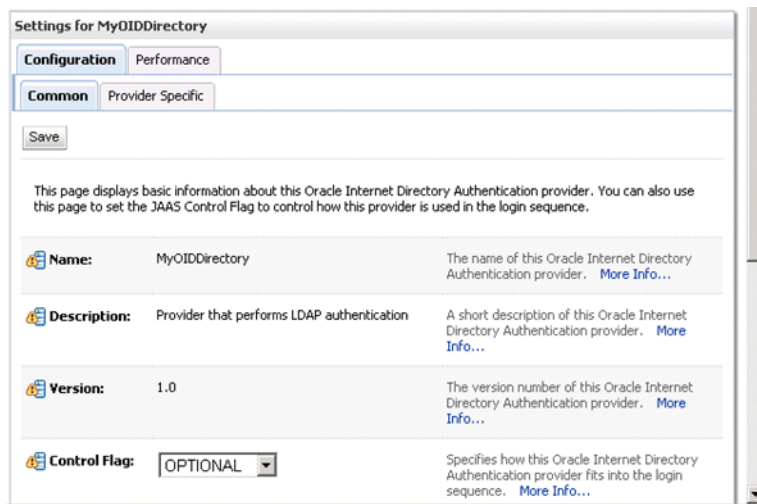 Settings for MyOIDDirectory
Configuration Performance
Common Provider Specific
Save
This page displays basic information about this Oracle Internet Directory Authentication provider. You can also use
this page to set the JAAS Control Flag to control how this provider is used in the login sequence.
Name: MyOIDDirectory The name of this Oracle Internet Directory
Authentication provider. More Info...
Description: Provider that performs LDAP authentication A short description of this Oracle Internet
Directory Authentication provider. More
Info...
Version: 1.0 The version number of this Oracle Internet
Directory Authentication provider. More
Info...
Control Flag: OPTIONAL Specifies how this Oracle Internet Directory
Authentication provider fits into the login
sequence. More Info...